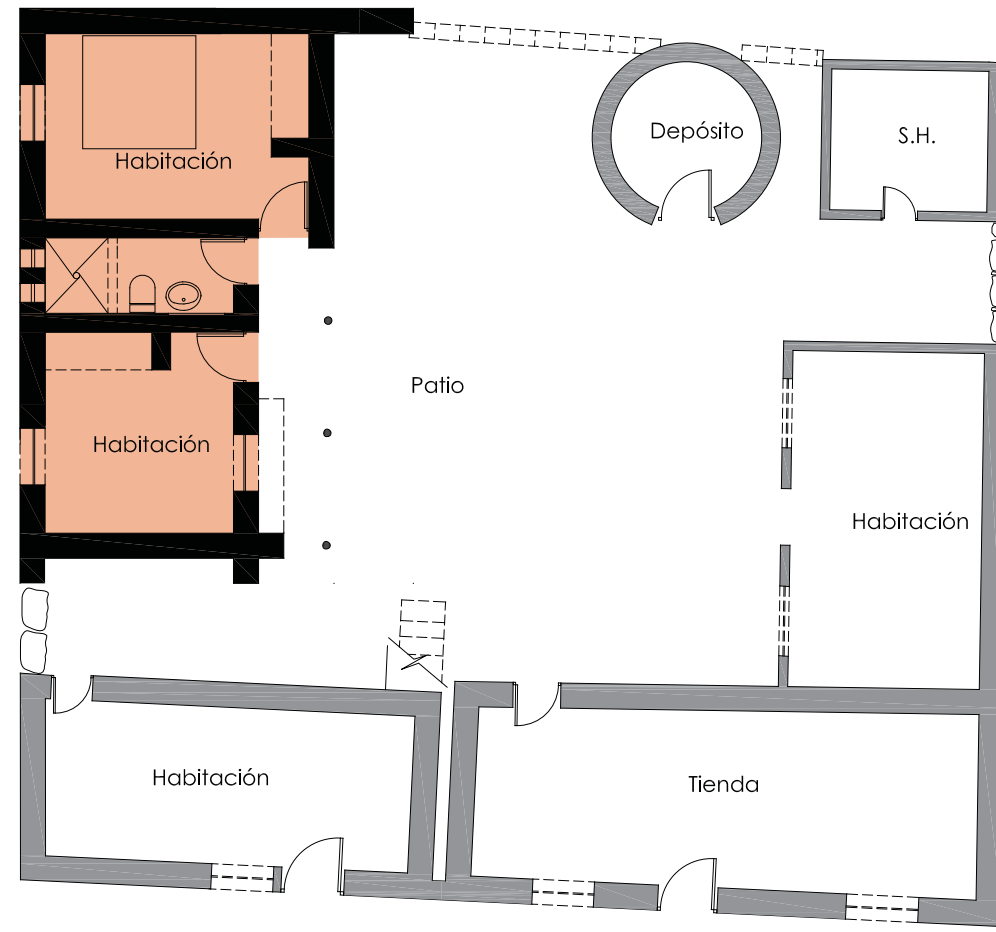 Depósito
S.H.
Habitación
Patio
Habitación
Habitación
Habitación
Tienda